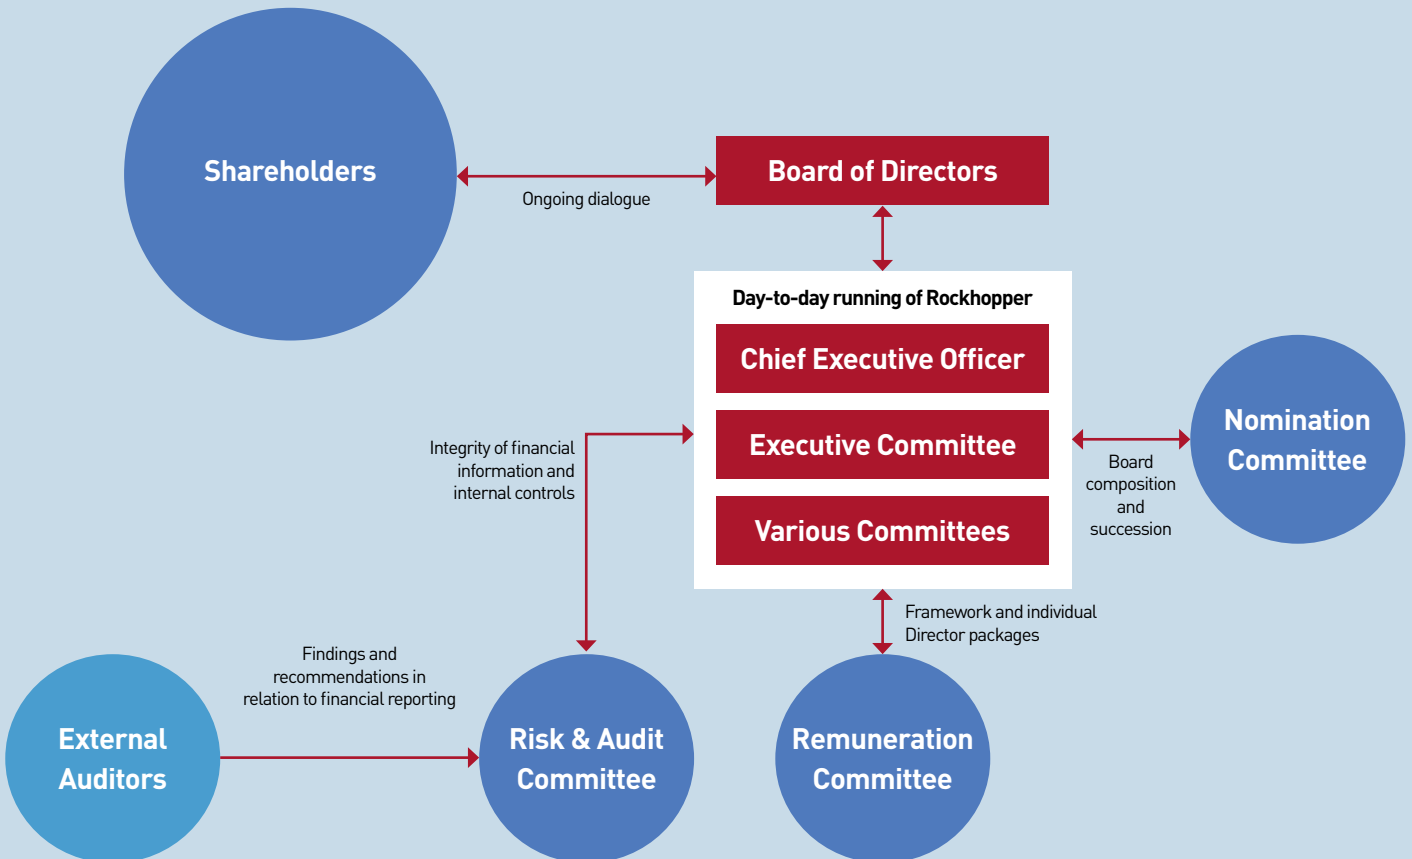 Shareholders
Ongoing dialogue
Board of Directors
Day-to-day running of Rockhopper
Chief Executive Officer
Executive Committee
Various Committees
Nomination
Committee
Board
composition
and
succession
Integrity of financial
information and
internal controls
Framework and individual
Director packages
Findings and
recommendations in
relation to financial reporting
External
Auditors
Risk & Audit
Committee
Remuneration
Committee